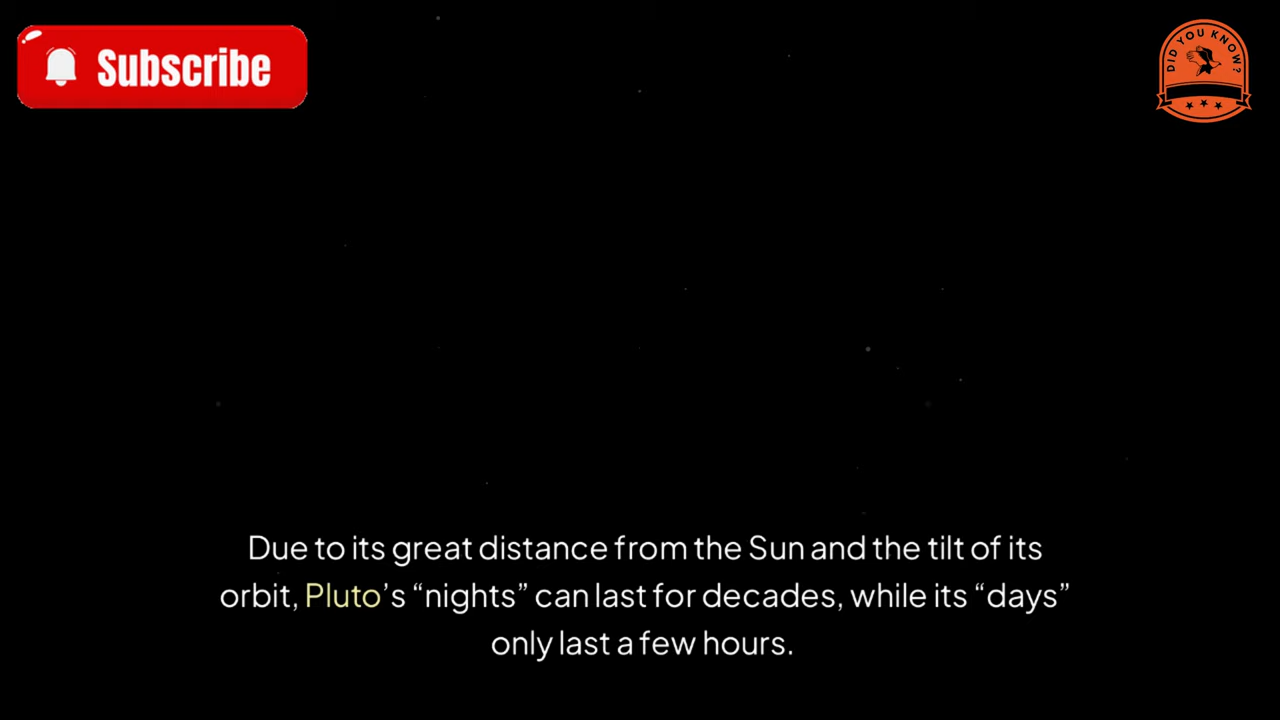 Subscribe
DID YOU KNOW?
Due to its great distance from the Sun and the tilt of its
orbit, Pluto’s “nights” can last for decades, while its “days”
only last a few hours.